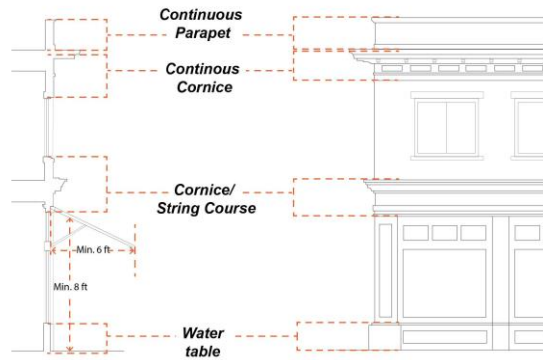 Continuous
Parapet
Continous
Cornice
Cornice/
String Course
Min. 6 ft
Min. 8 ft
Water
table